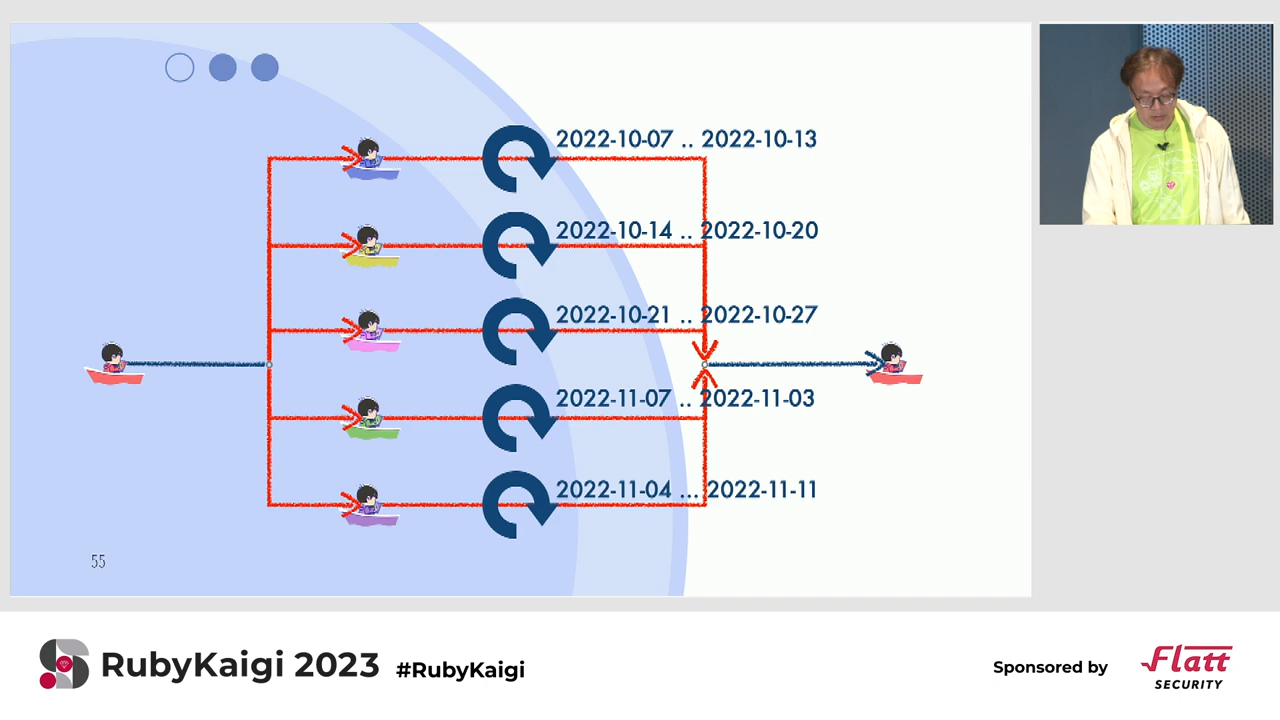 2022-10-07 .. 2022-10-13
2022-10-14 .. 2022-10-20
2022-10-21 .. 2022-10-27
2022-11-07 .. 2022-11-03
2022-11-04 ... 2022-11-11
55
RubyKaigi 2023 #RubyKaigi
Sponsored by
Flatt
SECURITY